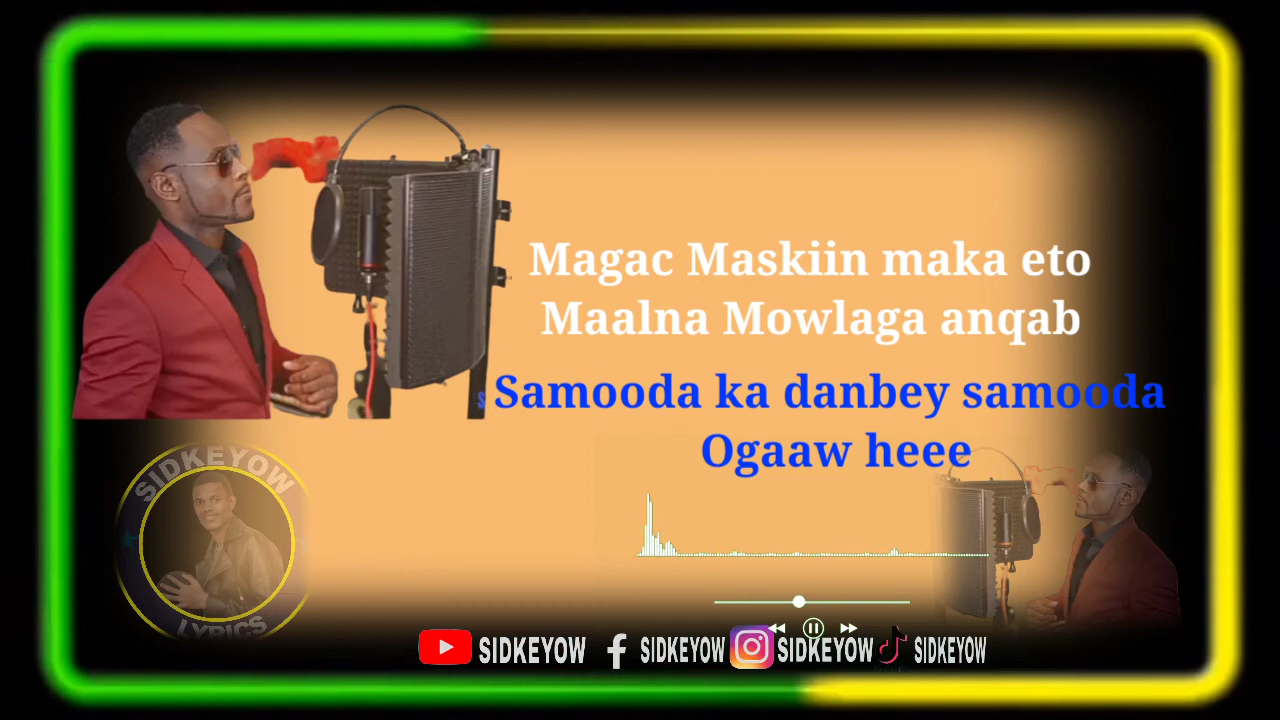 Magac Maskiin maka eto
Maalna Mowlaga anqab
Samooda ka danbey samooda
Ogaaw heee
SIDKEYOW
LYRICS
SIDKEYOW
SIDKEYOW
SIDKEYOW
SIDKEYOW